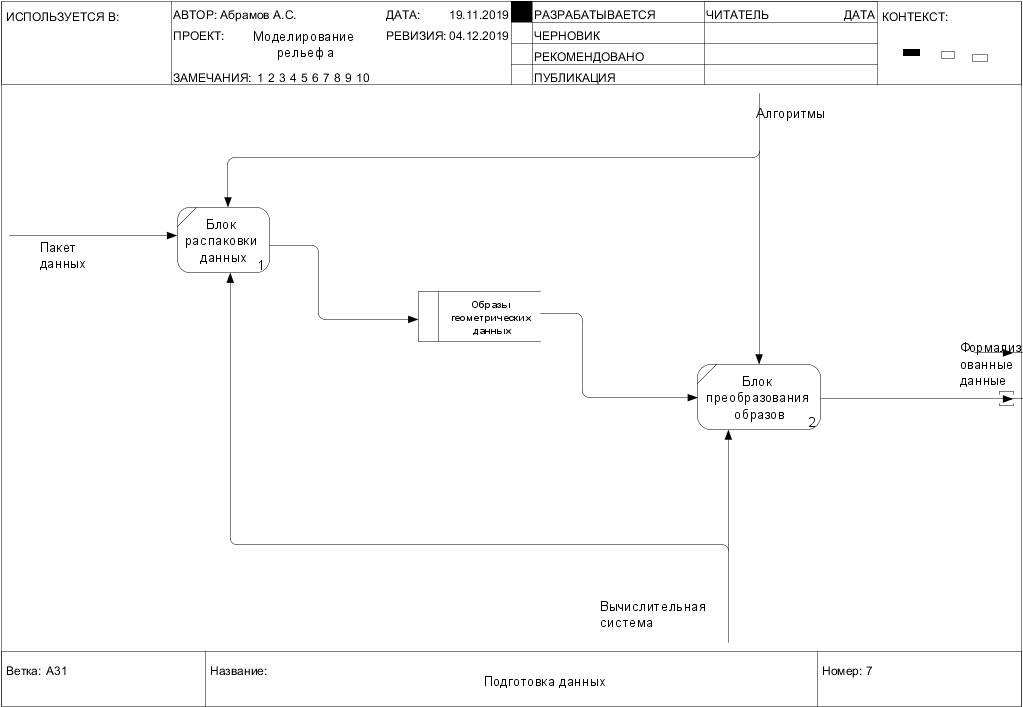 ИСПОЛЬЗУЕТСЯ В:
АВТОР: Абрамов А.С.
ДАТА: 19.11.2019
РАЗРАБАТЫВАЕТСЯ
ЧИТАТЕЛЬ
ДАТА
КОНТЕКСТ:
ПРОЕКТ: Моделирование
рельефа
РЕВИЗИЯ: 04.12.2019
ЧЕРНОВИК
РЕКОМЕНДОВАНО
ЗАМЕЧАНИЯ: 1 2 3 4 5 6 7 8 9 10
ПУБЛИКАЦИЯ
Алгоритмы
Блок
распаковки
данных
1
Пакет
данных
Образы
геометрических
данных
Формализ
ованные
данные
Блок
преобразования
образов
2
Вычислительная
система
Ветка: A31
Название:
Подготовка данных
Номер: 7